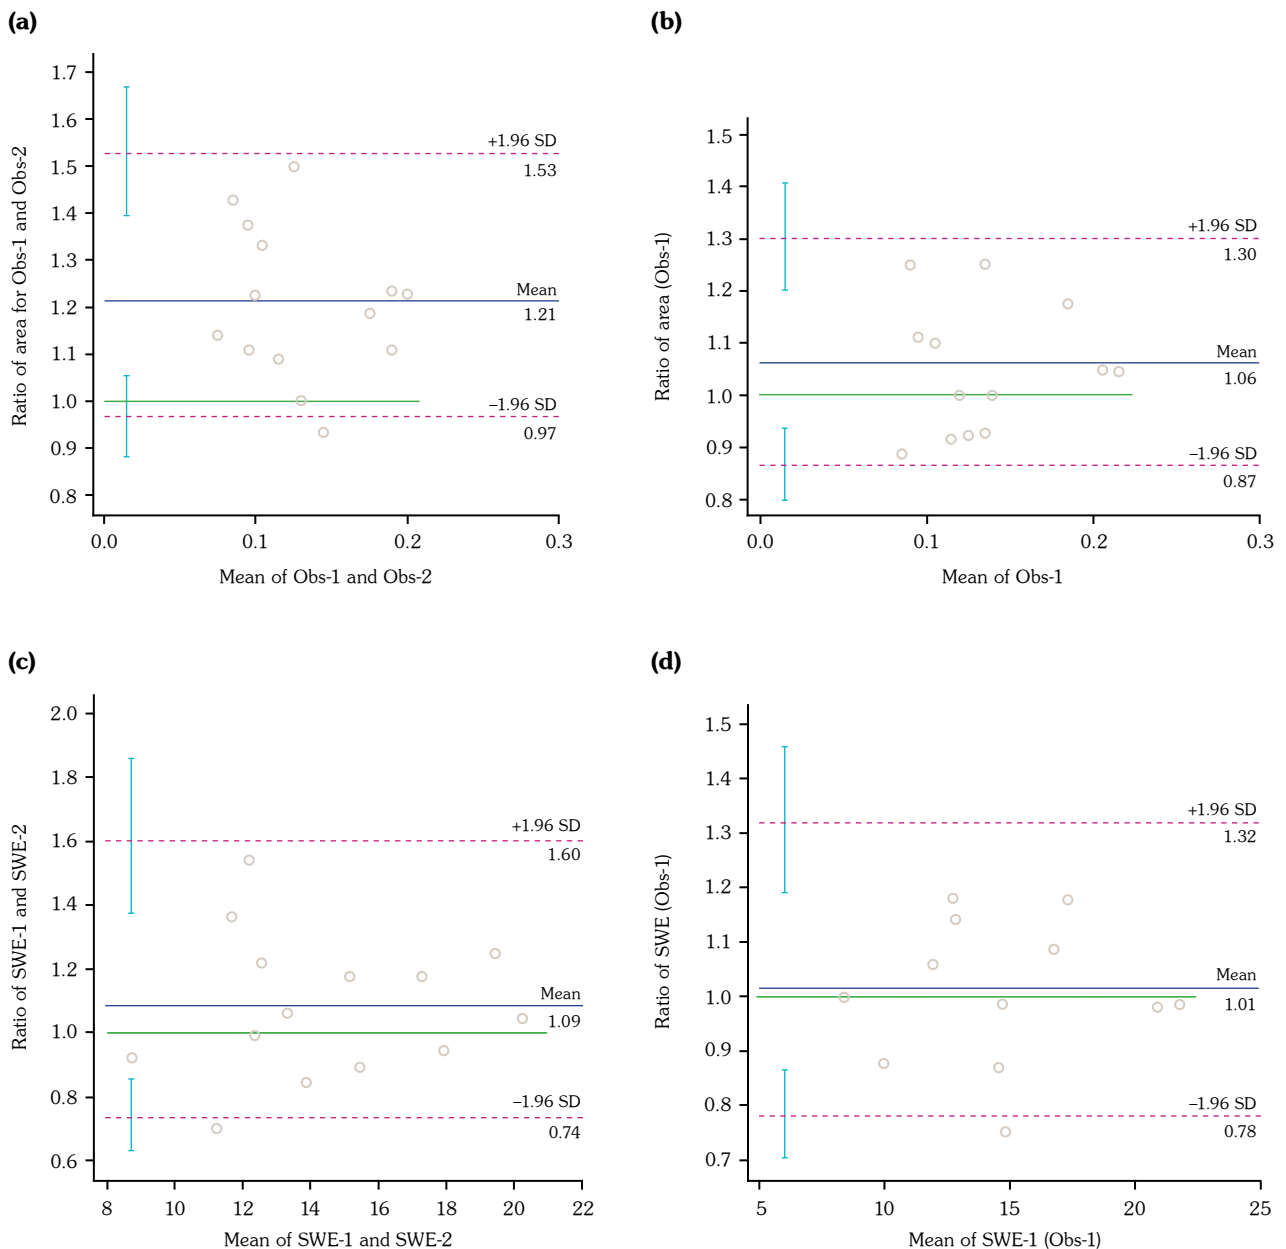 (a)
Ratio of area for Obs-1 and Obs-2
1.7
1.6
1.5
1.4
1.3
1.2
1.1
1.0
0.9
0.8
+1.96 SD
1.53
Mean
1.21
−1.96 SD
0.97
0.0 0.1 0.2 0.3
Mean of Obs-1 and Obs-2
(b)
Ratio of area (Obs-1)
1.5
1.4
1.3
1.2
1.1
1.0
0.9
0.8
+1.96 SD
1.30
Mean
1.06
−1.96 SD
0.87
0.0 0.1 0.2 0.3
Mean of Obs-1
(c)
Ratio of SWE-1 and SWE-2
2.0
1.8
1.6
1.4
1.2
1.0
0.8
0.6
+1.96 SD
1.60
Mean
1.09
−1.96 SD
0.74
8 10 12 14 16 18 20 22
Mean of SWE-1 and SWE-2
(d)
Ratio of SWE (Obs-1)
1.5
1.4
1.3
1.2
1.1
1.0
0.9
0.8
0.7
+1.96 SD
1.32
Mean
1.01
−1.96 SD
0.78
5 10 15 20 25
Mean of SWE-1 (Obs-1)